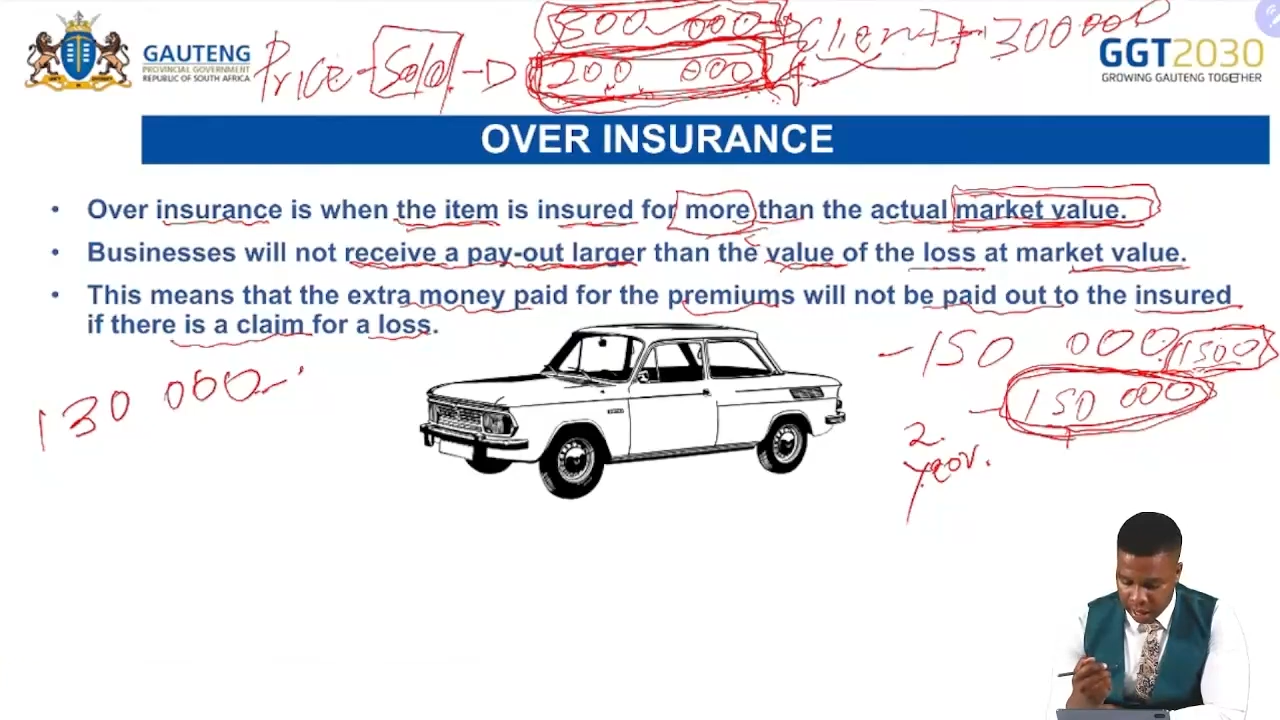 300 000 Client - 300 000
Price - Sold - 200 000
GAUTENG
PROVINCIAL GOVERNMENT
REPUBLIC OF SOUTH AFRICA
GGT2030
GROWING GAUTENG TOGETHER
OVER INSURANCE
• Over insurance is when the item is insured for more than the actual market value.
• Businesses will not receive a pay-out larger than the value of the loss at market value.
• This means that the extra money paid for the premiums will not be paid out to the insured
if there is a claim for a loss.
- 150 000 1500
130 000-
- 150 000
2
year.